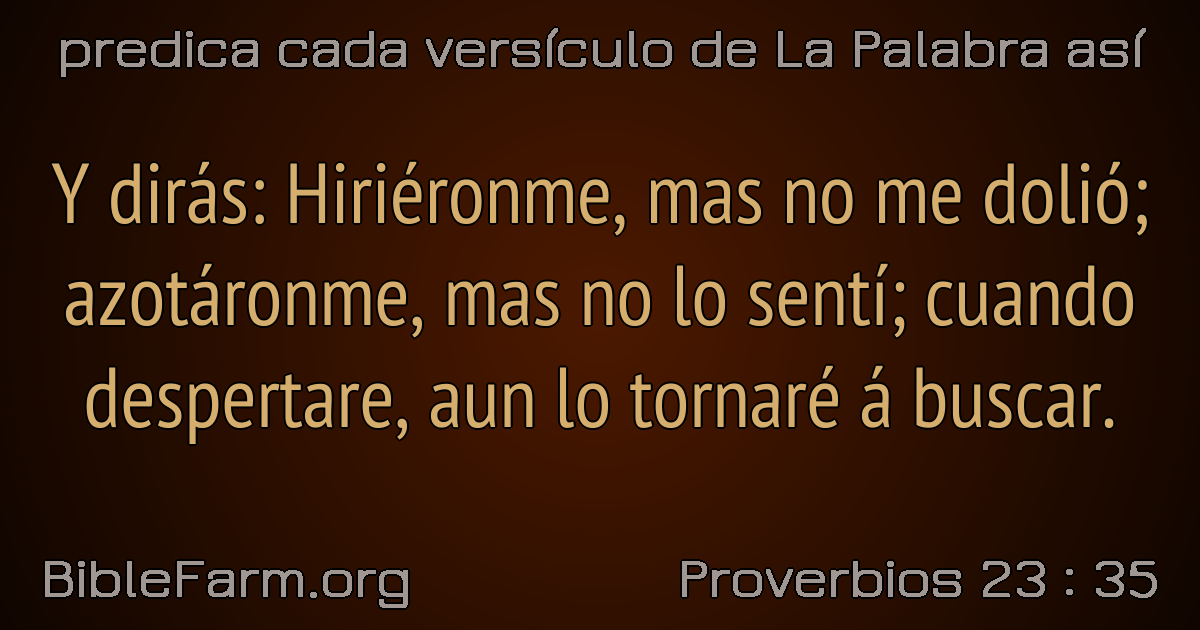 predica cada versículo de La Palabra así
Y dirás: Hiriéronme, mas no me dolió;
azotáronme, mas no lo sentí; cuando
despertare, aun lo tornaré á buscar.
BibleFarm.org
Proverbios 23 : 35